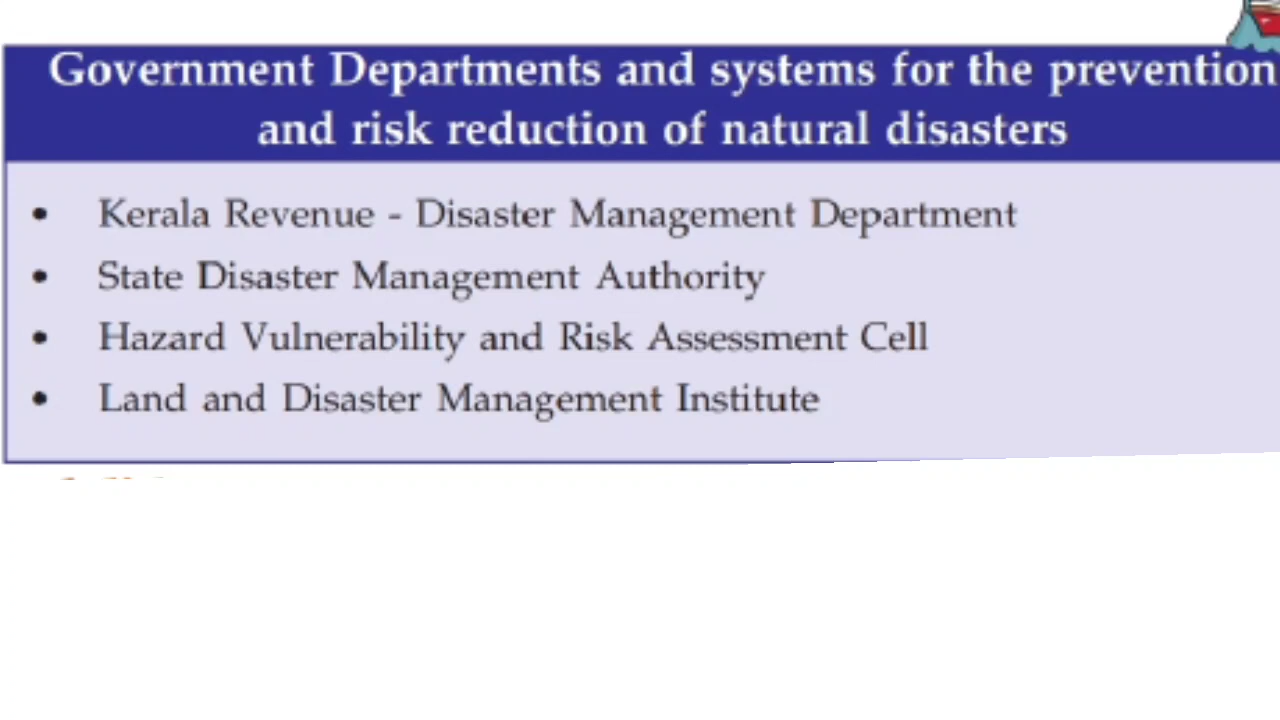 Government Departments and systems for the prevention
and risk reduction of natural disasters
• Kerala Revenue - Disaster Management Department
• State Disaster Management Authority
• Hazard Vulnerability and Risk Assessment Cell
• Land and Disaster Management Institute